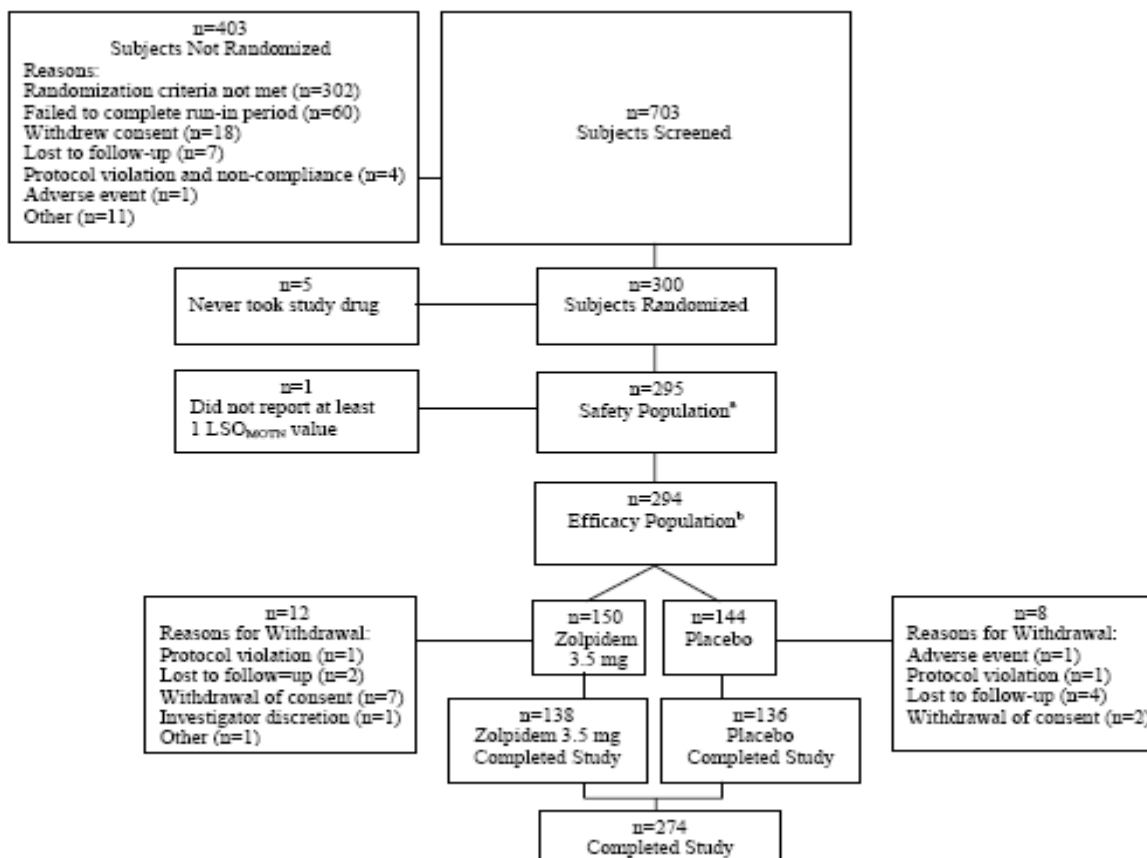 n=403
Subjects Not Randomized
Reasons:
Randomization criteria not met (n=302)
Failed to complete run-in period (n=60)
Withdrew consent (n=18)
Lost to follow-up (n=7)
Protocol violation and non-compliance (n=4)
Adverse event (n=1)
Other (n=11)
n=703
Subjects Screened
n=5
Never took study drug
n=300
Subjects Randomized
n=1
Did not report at least
1 LSO_MOTN value
n=295
Safety Population^a
n=294
Efficacy Population^b
n=12
Reasons for Withdrawal:
Protocol violation (n=1)
Lost to follow=up (n=2)
Withdrawal of consent (n=7)
Investigator discretion (n=1)
Other (n=1)
n=150
Zolpidem
3.5 mg
n=144
Placebo
n=8
Reasons for Withdrawal:
Adverse event (n=1)
Protocol violation (n=1)
Lost to follow-up (n=4)
Withdrawal of consent (n=2)
n=138
Zolpidem 3.5 mg
Completed Study
n=136
Placebo
Completed Study
n=274
Completed Study